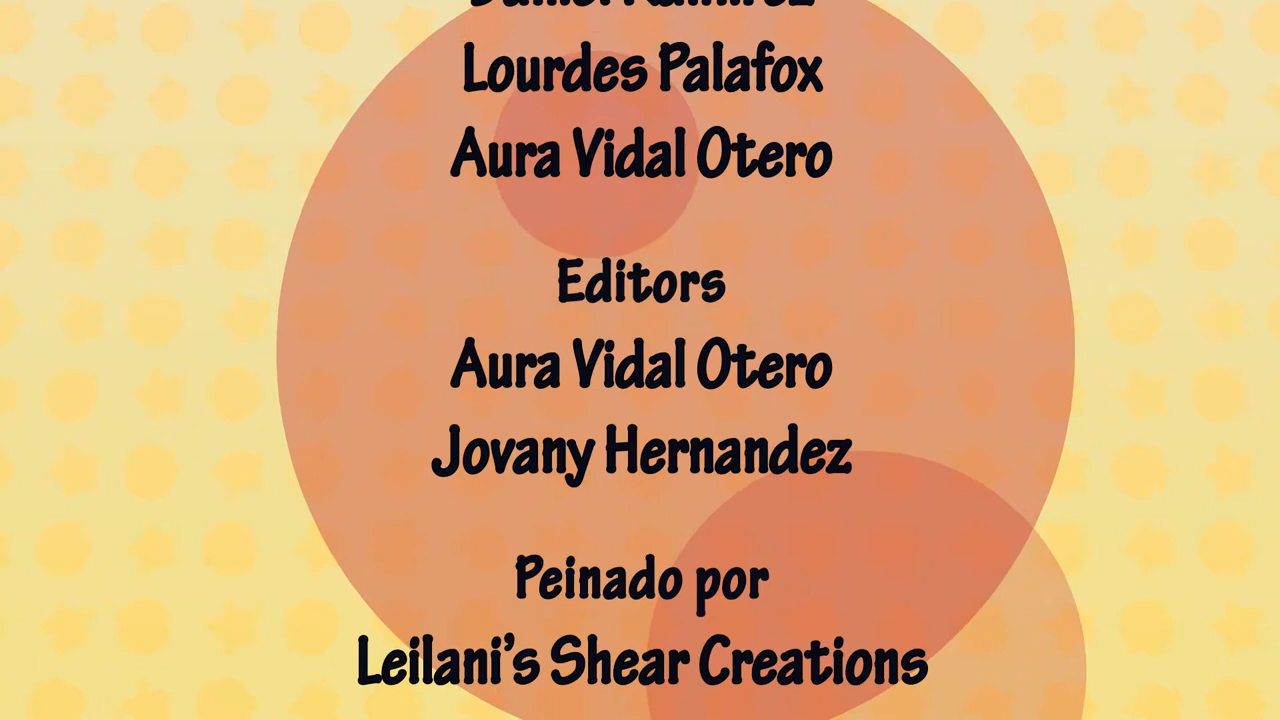 Lourdes Palafox
Aura Vidal Otero
Editors
Aura Vidal Otero
Jovany Hernandez
Peinado por
Leilani's Shear Creations